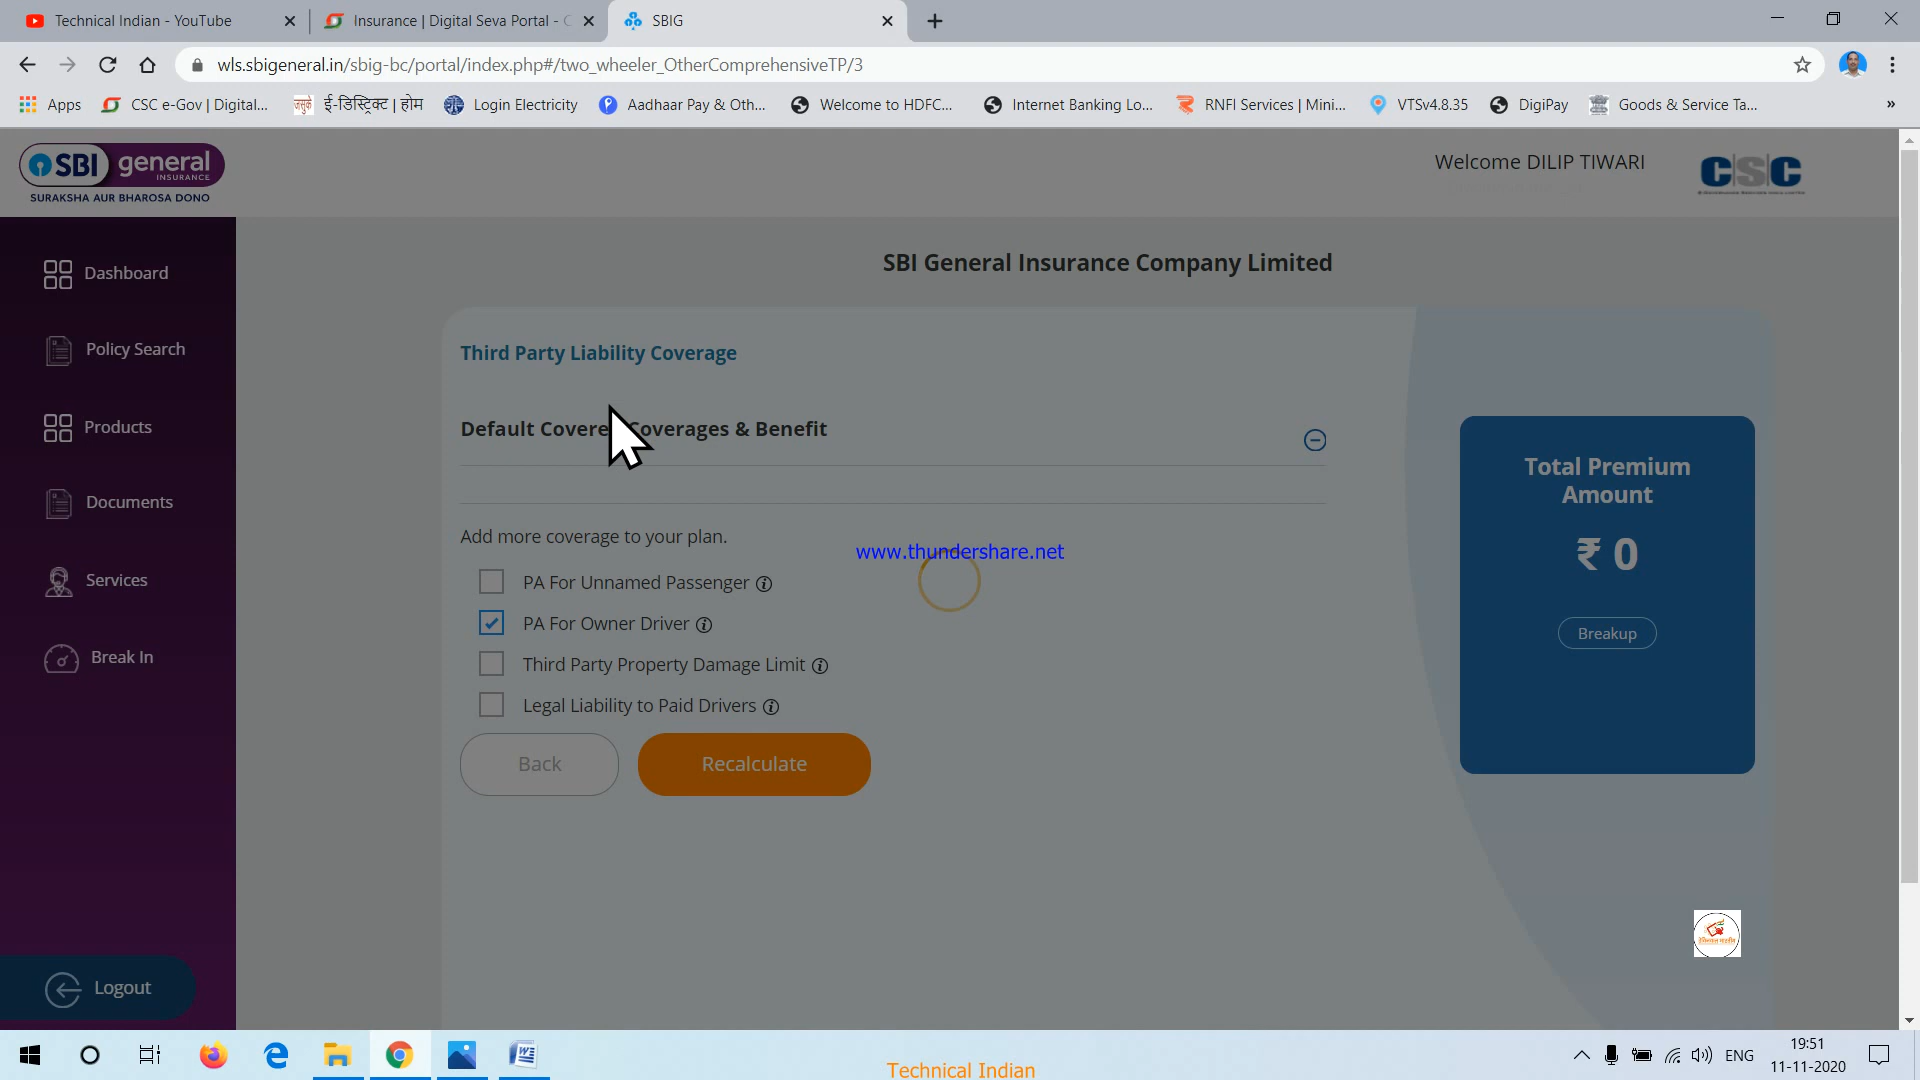 Technical Indian - YouTube
Insurance | Digital Seva Portal - C
SBIG
wls.sbigeneral.in/sbig-bc/portal/index.php#/two_wheeler_OtherComprehensiveTP/3
Apps
CSC e-Gov | Digital...
ई-डिस्ट्रिक्ट | होम
Login Electricity
Aadhaar Pay & Oth...
Welcome to HDFC...
Internet Banking Lo...
RNFI Services | Mini...
VTSv4.8.35
DigiPay
Goods & Service Ta...
»
SBI general
INSURANCE
SURAKSHA AUR BHAROSA DONO
Welcome DILIP TIWARI
CSC
Dashboard
Policy Search
Products
Documents
Services
Break In
Logout
SBI General Insurance Company Limited
Third Party Liability Coverage
Default Covere Coverages & Benefit
Add more coverage to your plan.
www.thundershare.net
PA For Unnamed Passenger
PA For Owner Driver
Third Party Property Damage Limit
Legal Liability to Paid Drivers
Back
Recalculate
Total Premium
Amount
₹ 0
Breakup
Technical Indian
ENG
19:51
11-11-2020